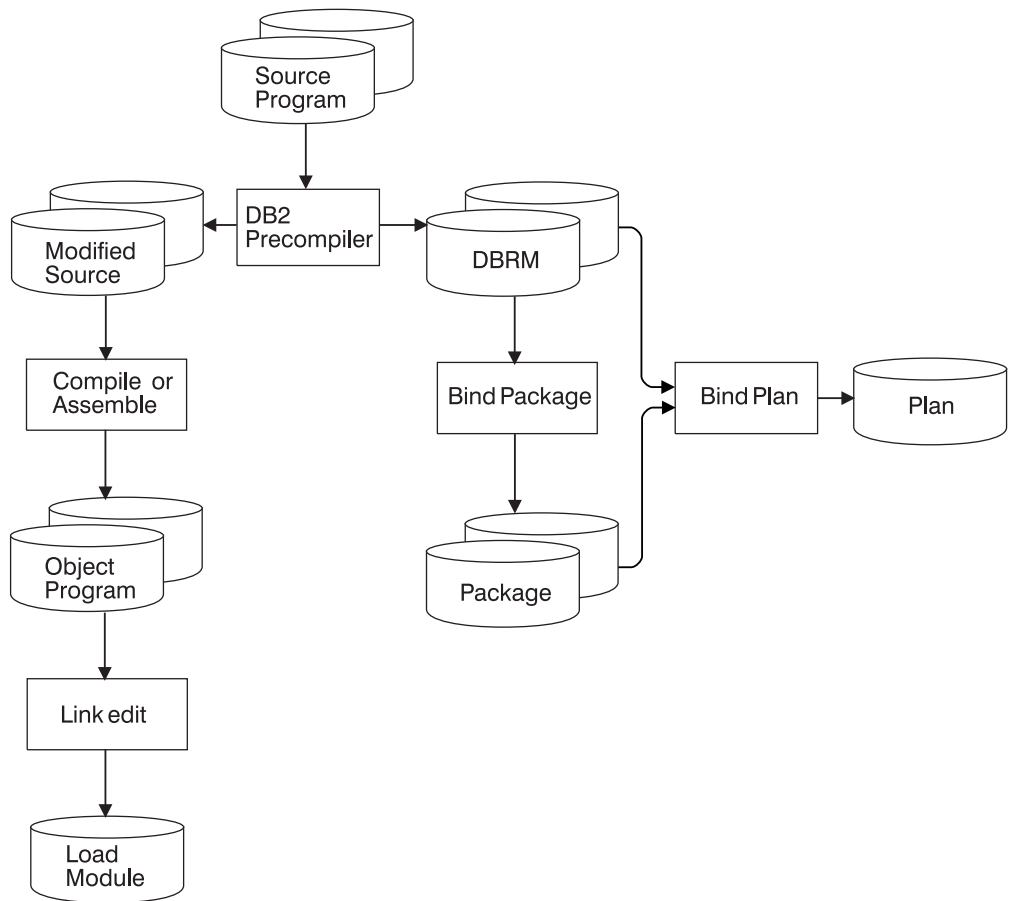 Source
Program
DB2
Precompiler
Modified
Source
DBRM
Compile or
Assemble
Bind Package
Bind Plan
Plan
Object
Program
Package
Link edit
Load
Module